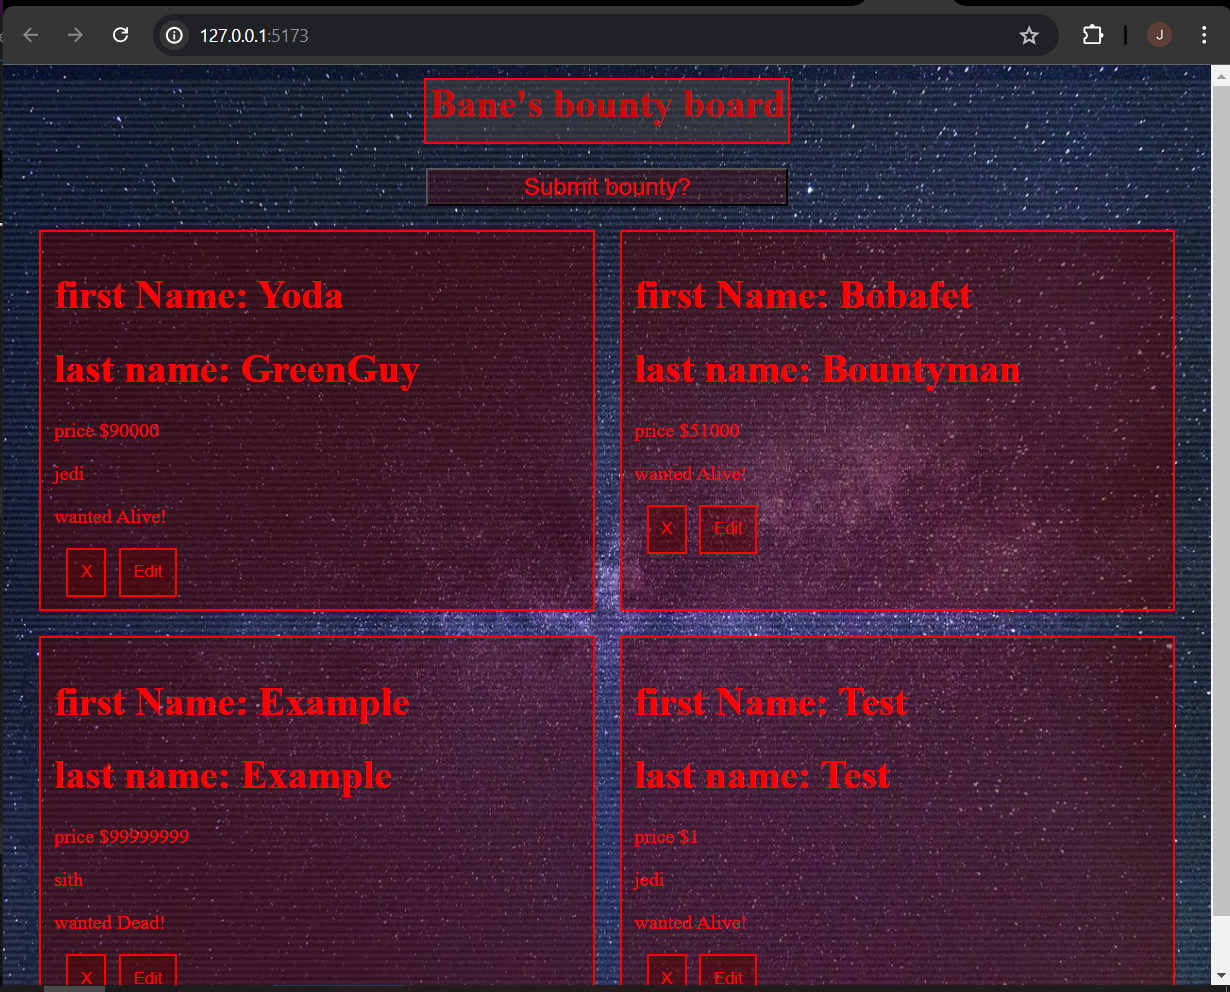 127.0.0.1:5173
J
Bane's bounty board
Submit bounty?
first Name: Yoda
last name: GreenGuy
price $90000
jedi
wanted Alive!
X Edit
first Name: Bobafet
last name: Bountyman
price $51000
wanted Alive!
X Edit
first Name: Example
last name: Example
price $99999999
sith
wanted Dead!
X Edit
first Name: Test
last name: Test
price $1
jedi
wanted Alive!
X Edit